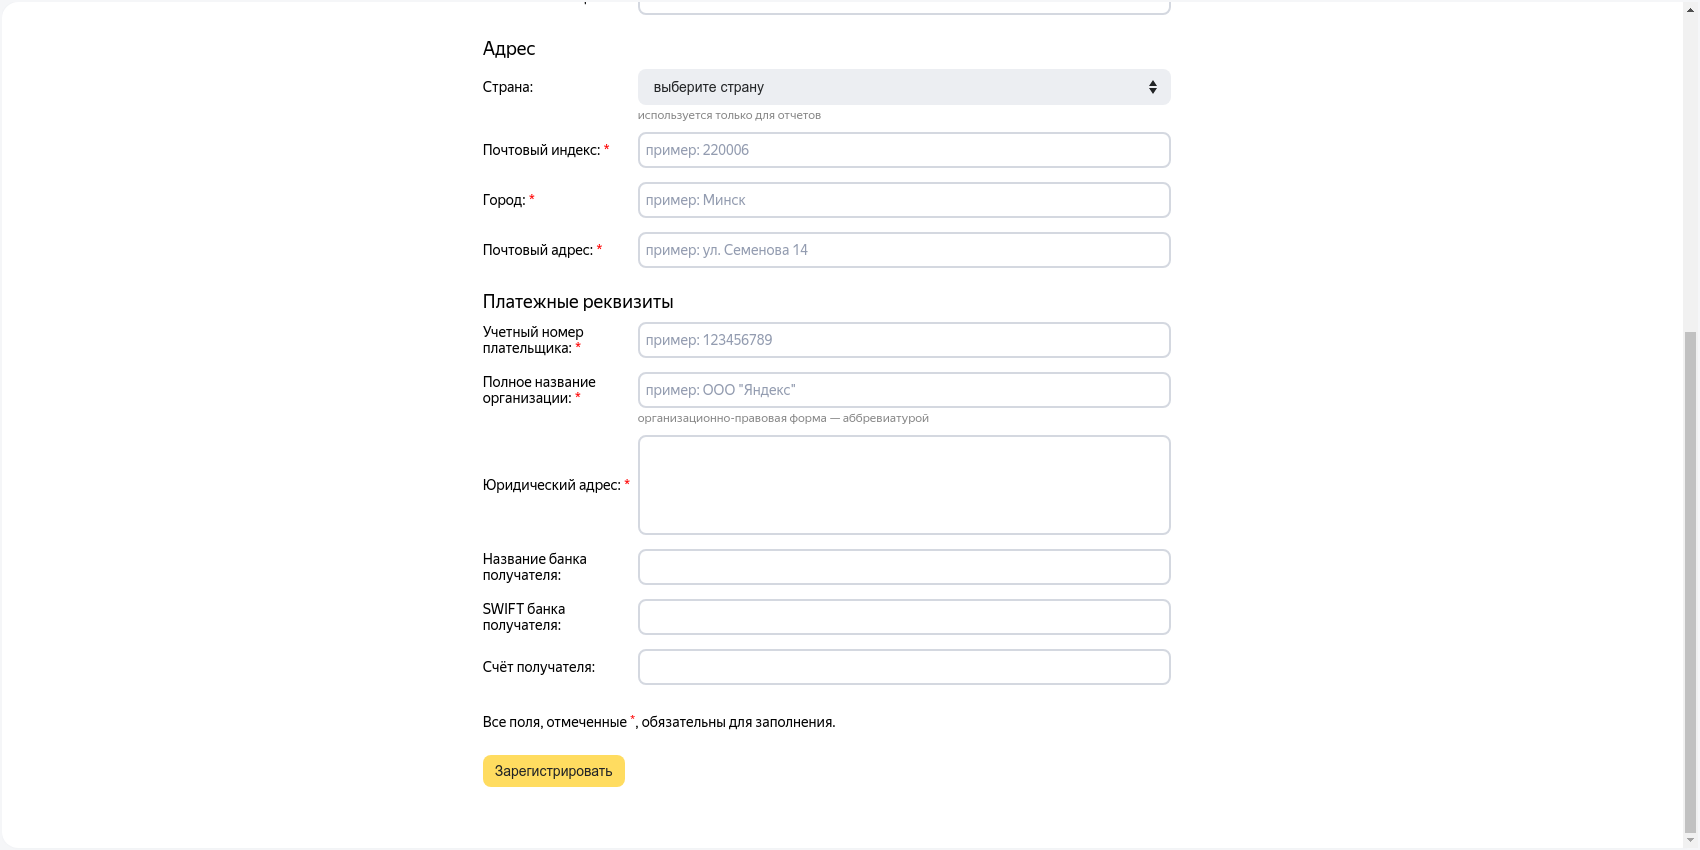 Адрес
Страна:
выберите страну
используется только для отчетов
Почтовый индекс: *
пример: 220006
Город: *
пример: Минск
Почтовый адрес: *
пример: ул. Семенова 14
Платежные реквизиты
Учетный номер
плательщика: *
пример: 123456789
Полное название
организации: *
пример: ООО "Яндекс"
организационно-правовая форма — аббревиатурой
Юридический адрес: *
Название банка
получателя:
SWIFT банка
получателя:
Счёт получателя:
Все поля, отмеченные *, обязательны для заполнения.
Зарегистрировать